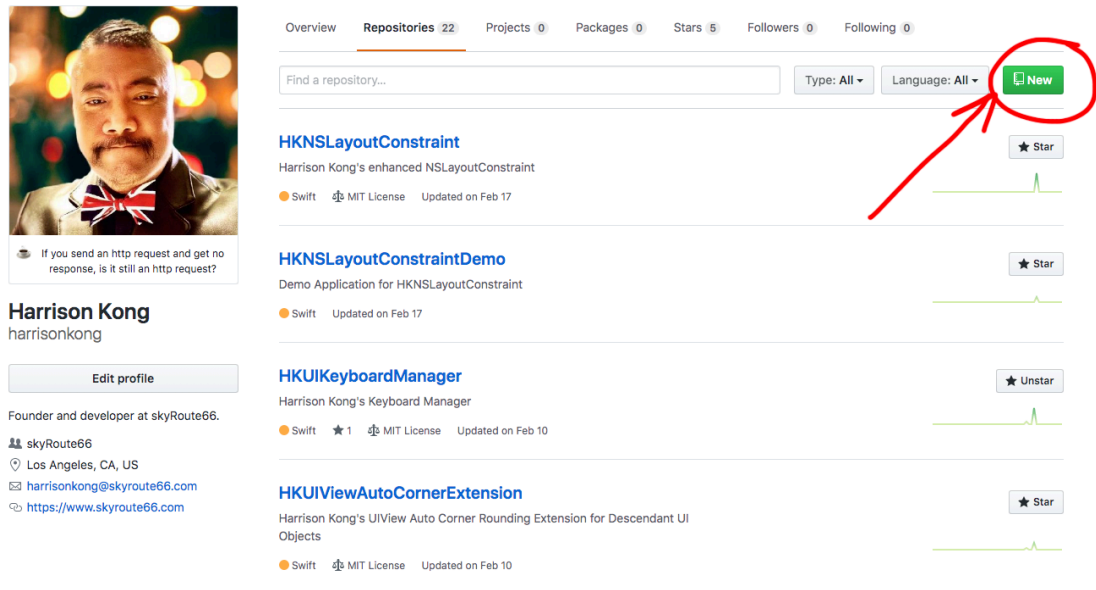 Overview Repositories 22 Projects 0 Packages 0 Stars 5 Followers 0 Following 0
Find a repository... Type: All Language: All New
HKNSLayoutConstraint
Star
Harrison Kong's enhanced NSLayoutConstraint
Swift MIT License Updated on Feb 17
HKNSLayoutConstraintDemo
Star
Demo Application for HKNSLayoutConstraint
Swift Updated on Feb 17
HKUIKeyboardManager
Unstar
Harrison Kong's Keyboard Manager
Swift 1 MIT License Updated on Feb 10
HKUIViewAutoCornerExtension
Star
Harrison Kong's UIView Auto Corner Rounding Extension for Descendant UI
Objects
Swift MIT License Updated on Feb 10
If you send an http request and get no
response, is it still an http request?
Harrison Kong
harrisonkong
Edit profile
Founder and developer at skyRoute66.
skyRoute66
Los Angeles, CA, US
harrisonkong@skyroute66.com
https://www.skyroute66.com